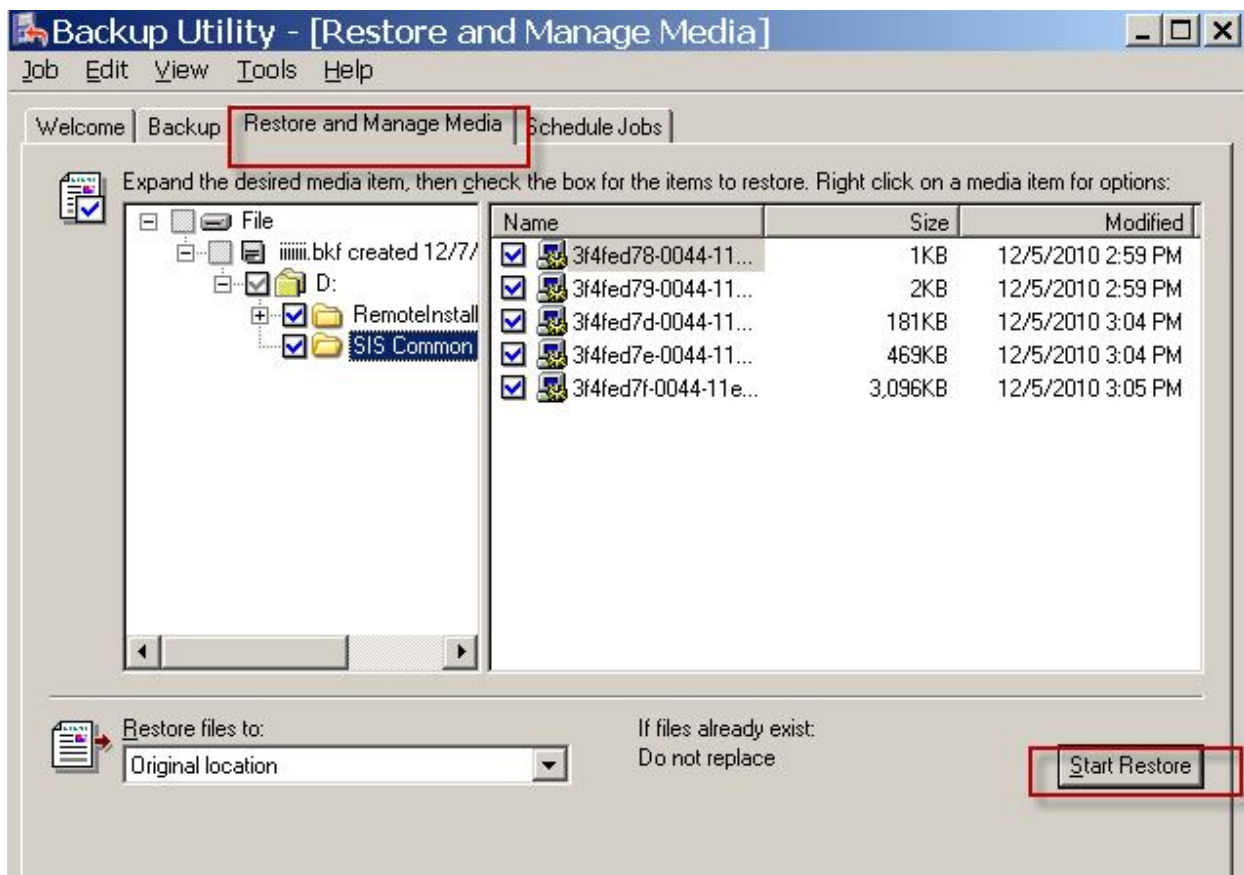 Backup Utility - [Restore and Manage Media]
Job Edit View Tools Help
Welcome Backup Restore and Manage Media Schedule Jobs
Expand the desired media item, then check the box for the items to restore. Right click on a media item for options:
File
iiiiiii.bkf created 12/7/
D:
RemoteInstall
SIS Common
Name Size Modified
3f4fed78-0044-11... 1KB 12/5/2010 2:59 PM
3f4fed79-0044-11... 2KB 12/5/2010 2:59 PM
3f4fed7d-0044-11... 181KB 12/5/2010 3:04 PM
3f4fed7e-0044-11... 469KB 12/5/2010 3:04 PM
3f4fed7f-0044-11e... 3,096KB 12/5/2010 3:05 PM
Restore files to:
Original location
If files already exist:
Do not replace
Start Restore